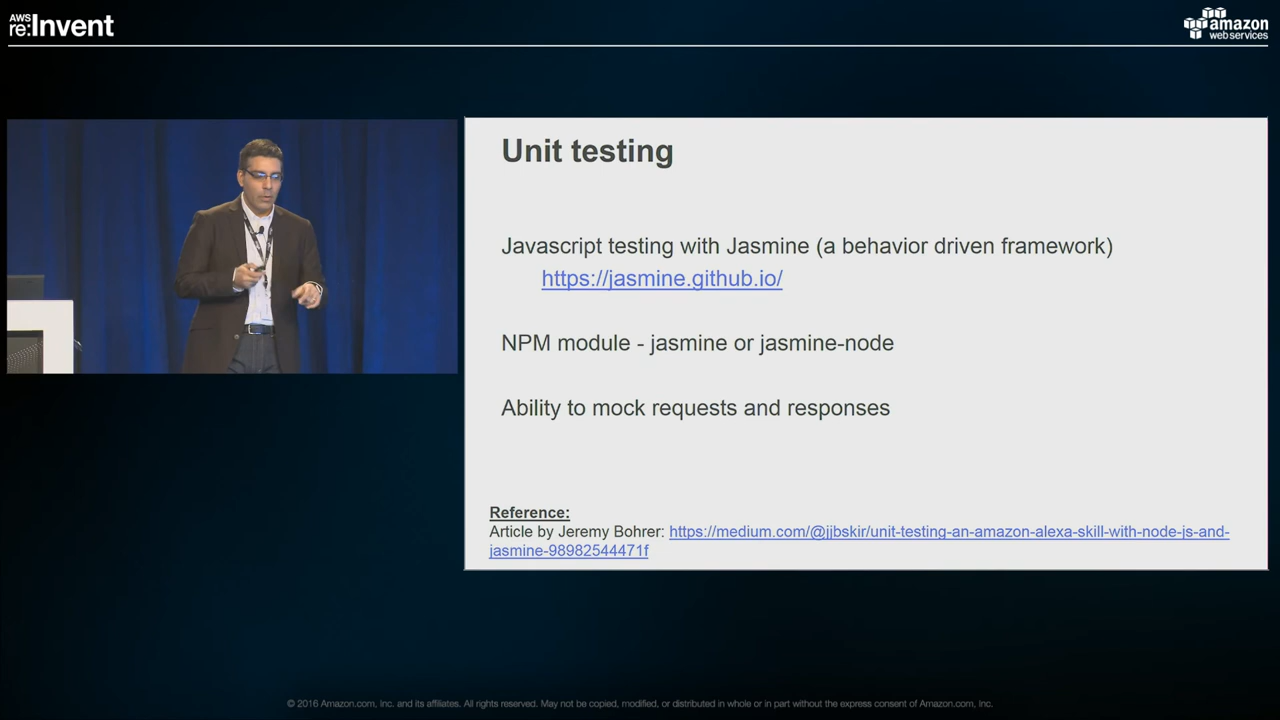 AWS
re:Invent
amazon
web services
Unit testing
Javascript testing with Jasmine (a behavior driven framework)
https://jasmine.github.io/
NPM module - jasmine or jasmine-node
Ability to mock requests and responses
Reference:
Article by Jeremy Bohrer: https://medium.com/@jjbskir/unit-testing-an-amazon-alexa-skill-with-node-js-and-
jasmine-98982544471f
© 2016 Amazon.com, Inc. and its affiliates. All rights reserved. May not be copied, modified, or distributed in whole or in part without the express consent of Amazon.com, Inc.